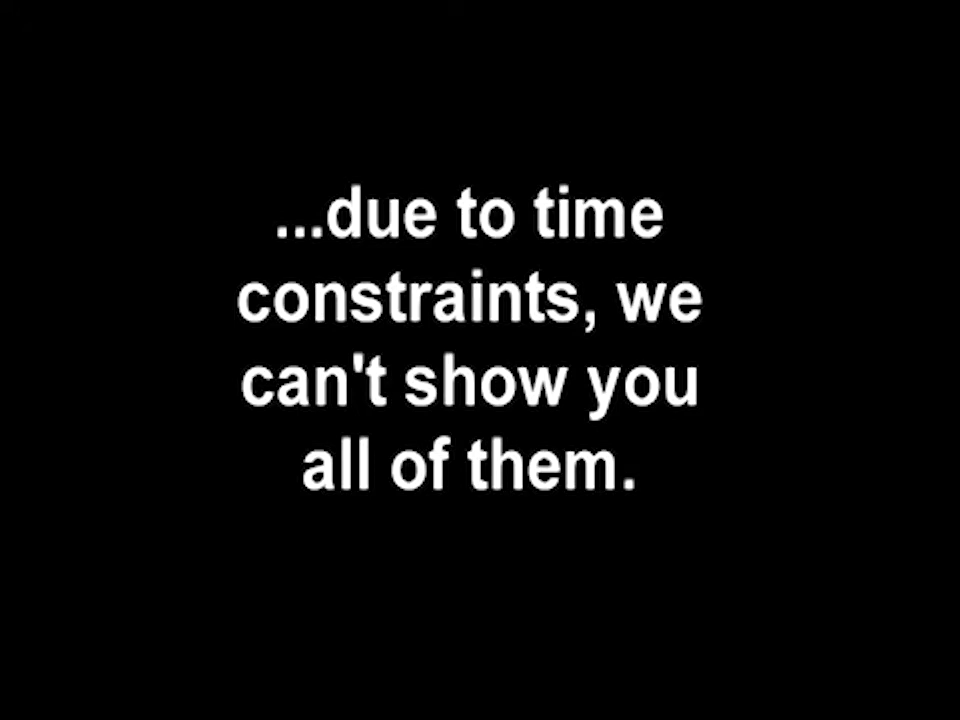 ...due to time
constraints, we
can't show you
all of them.